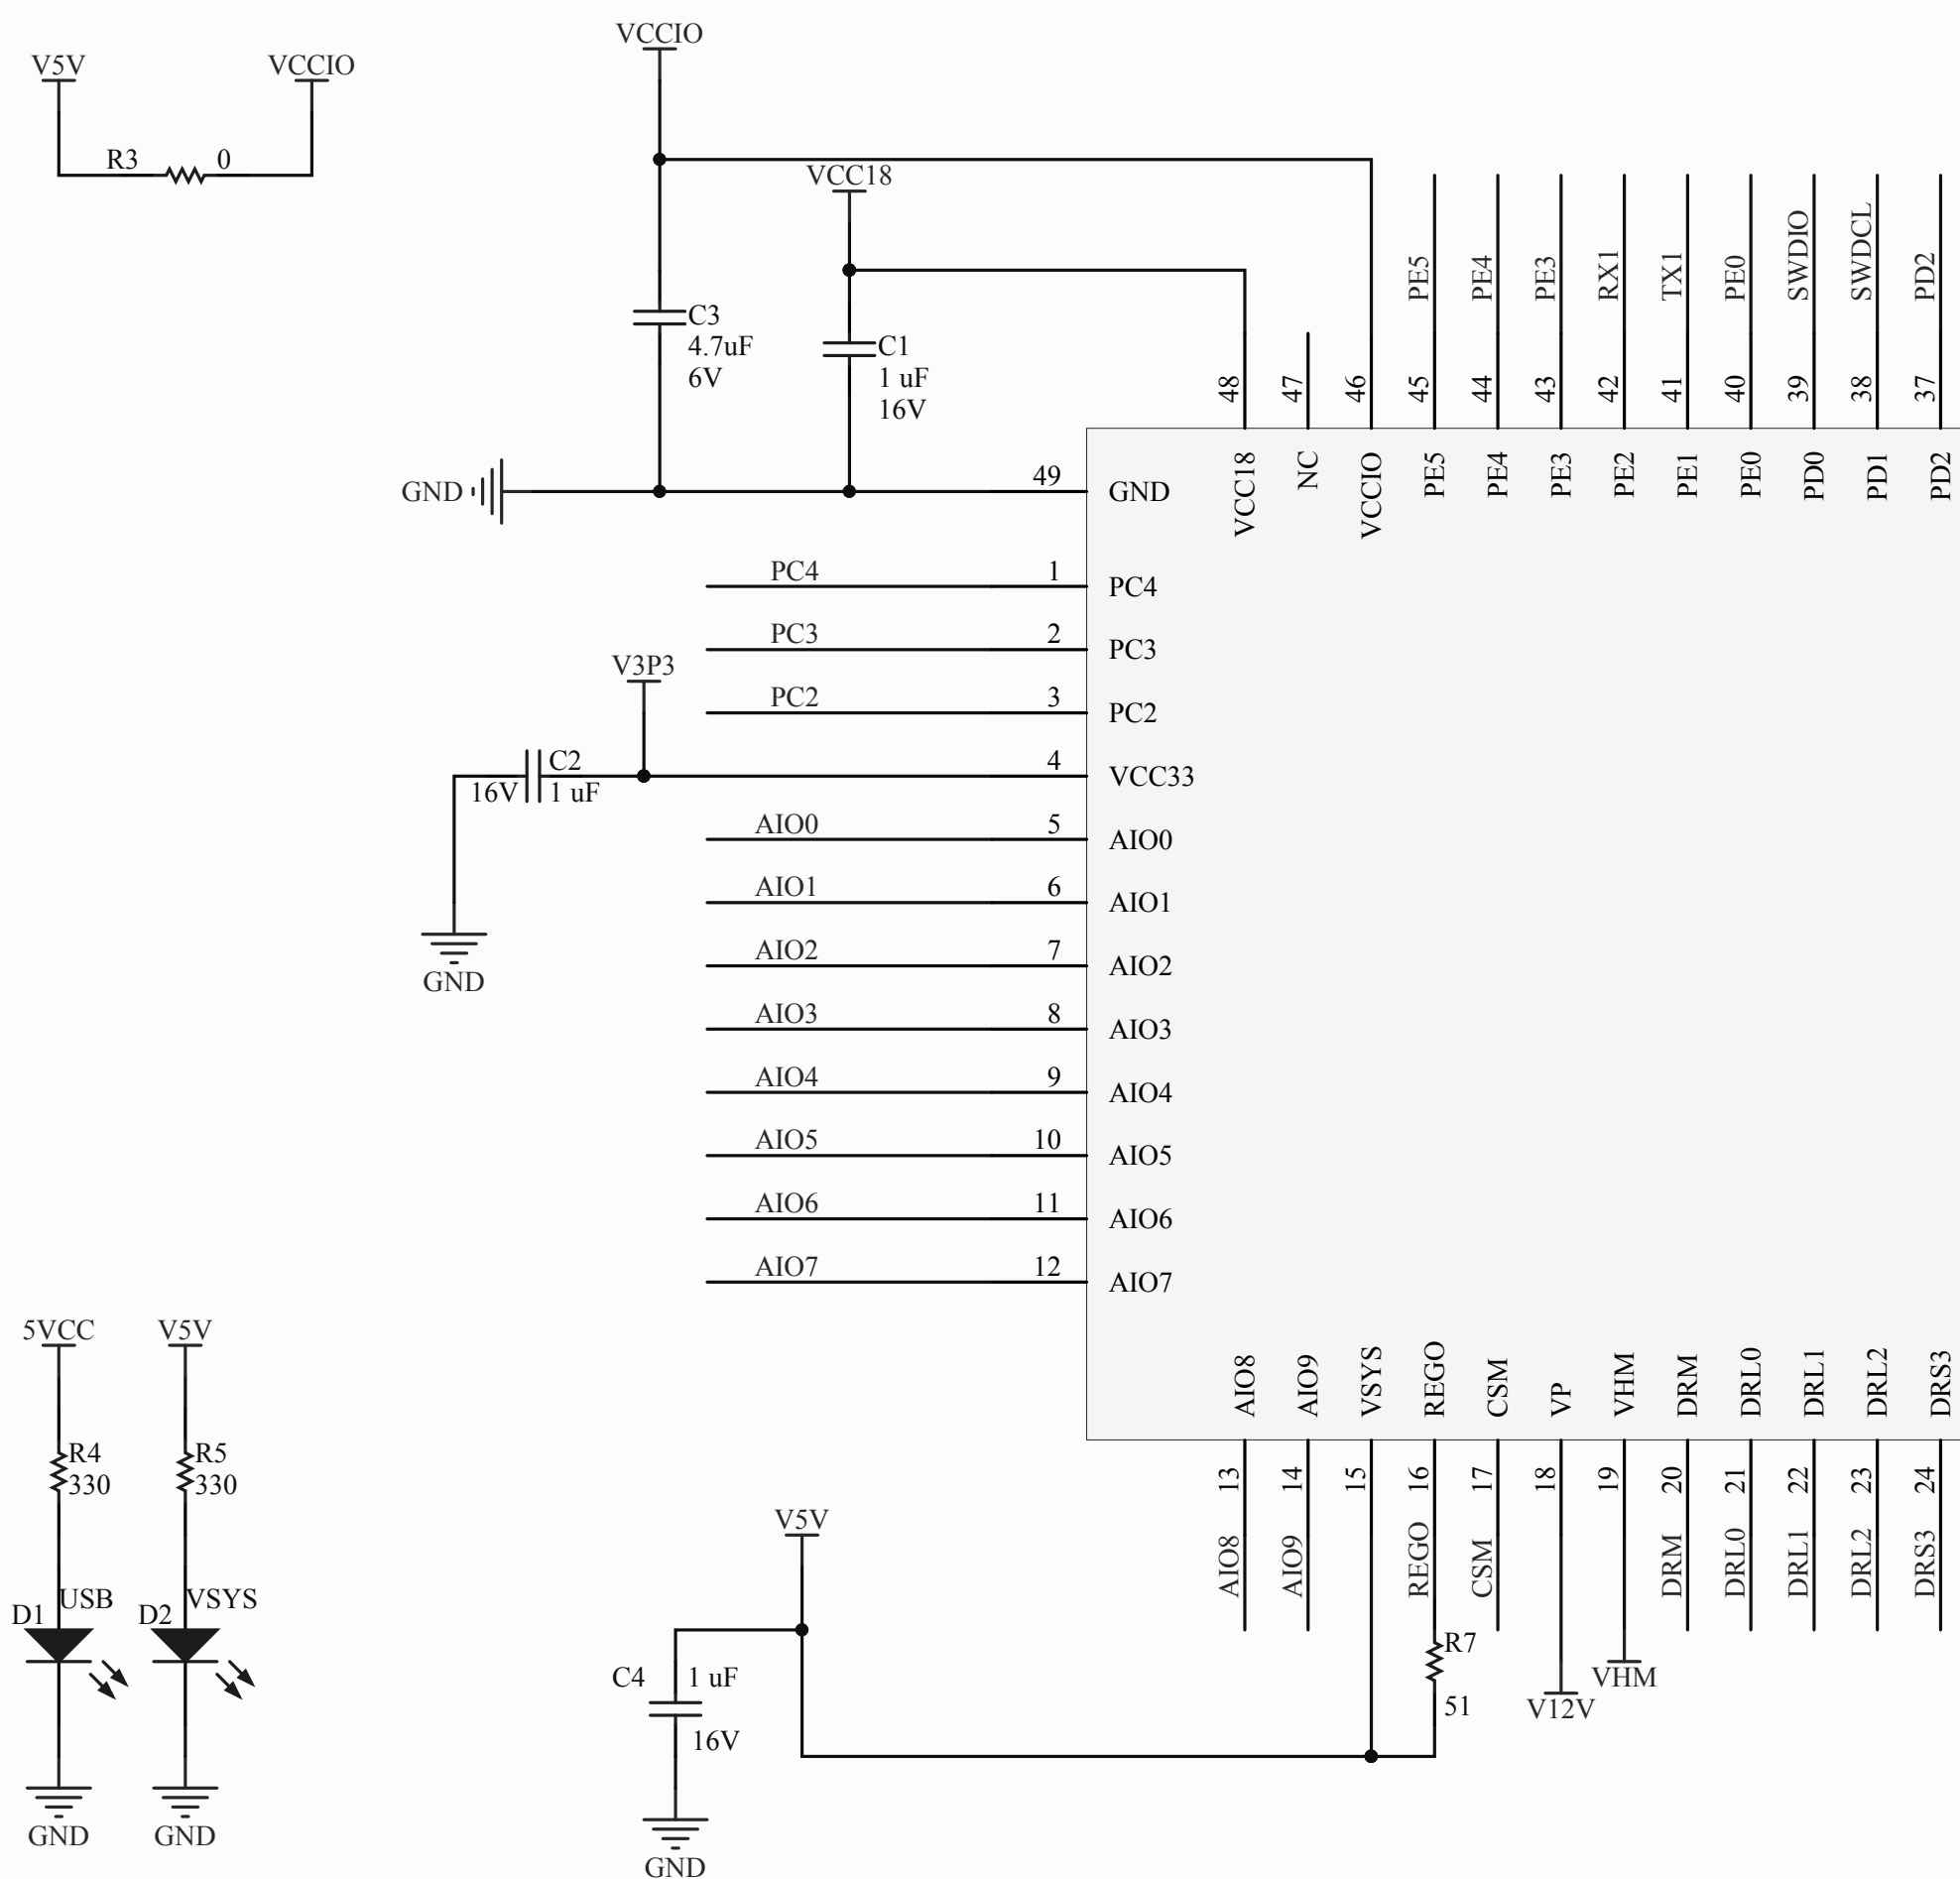 VCCIO
V5V
VCCIO
R3
0
VCC18
C3
4.7uF
6V
C1
1 uF
16V
PE5
PE4
PE3
RX1
TX1
PE0
SWDIO
SWDCL
PD2
48
47
46
45
44
43
42
41
40
39
38
37
VCC18
NC
VCCIO
PE5
PE4
PE3
PE2
PE1
PE0
PD0
PD1
PD2
GND
49
GND
PC4
1
PC4
PC3
2
PC3
V3P3
PC2
3
PC2
C2
16V
1 uF
4
VCC33
GND
AIO0
5
AIO0
AIO1
6
AIO1
AIO2
7
AIO2
AIO3
8
AIO3
AIO4
9
AIO4
AIO5
10
AIO5
AIO6
11
AIO6
AIO7
12
AIO7
AIO8
AIO9
VSYS
REGO
CSM
VP
VHM
DRM
DRL0
DRL1
DRL2
DRS3
13
14
15
16
17
18
19
20
21
22
23
24
AIO8
AIO9
REGO
CSM
DRM
DRL0
DRL1
DRL2
DRS3
R7
51
V12V
VHM
5VCC
V5V
R4
330
R5
330
USB
VSYS
D1
D2
GND
GND
V5V
C4
1 uF
16V
GND